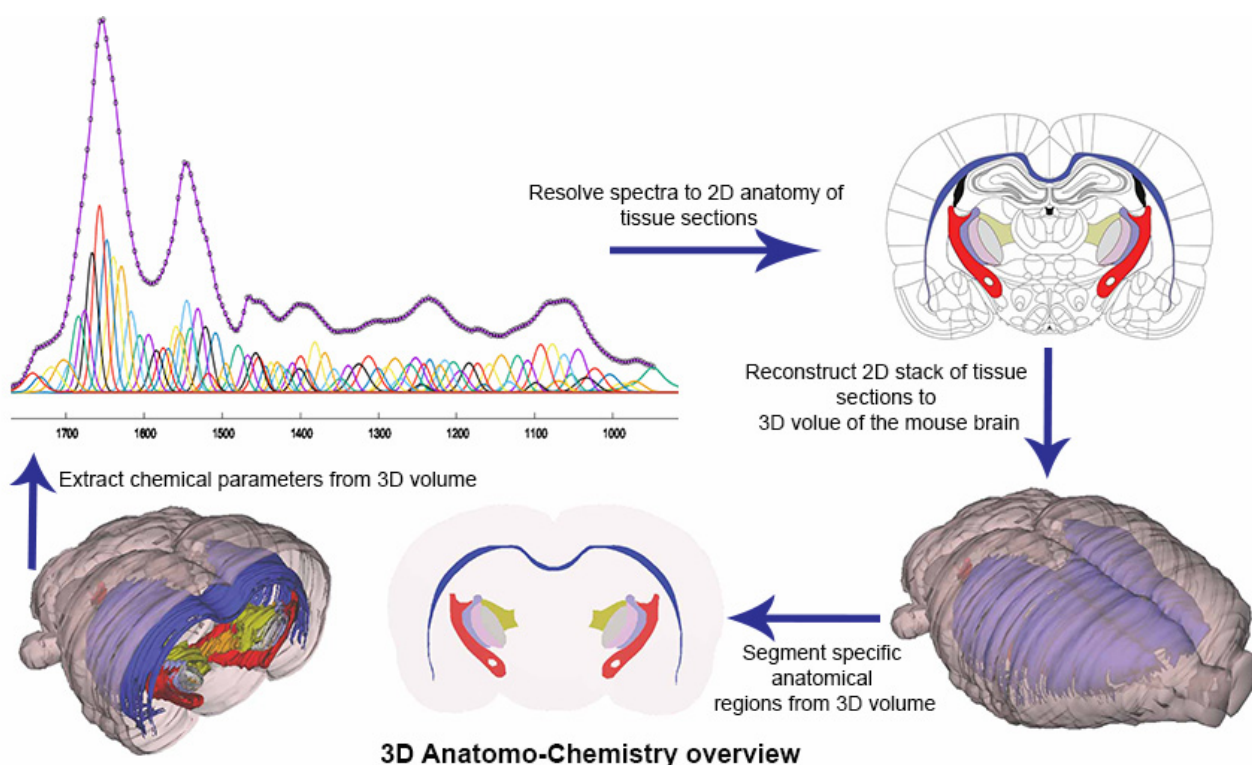 Resolve spectra to 2D anatomy of
tissue sections
1700 1600 1500 1400 1300 1200 1100 1000
Reconstruct 2D stack of tissue
sections to
3D volue of the mouse brain
Extract chemical parameters from 3D volume
Segment specific
anatomical
regions from 3D volume
3D Anatomo-Chemistry overview